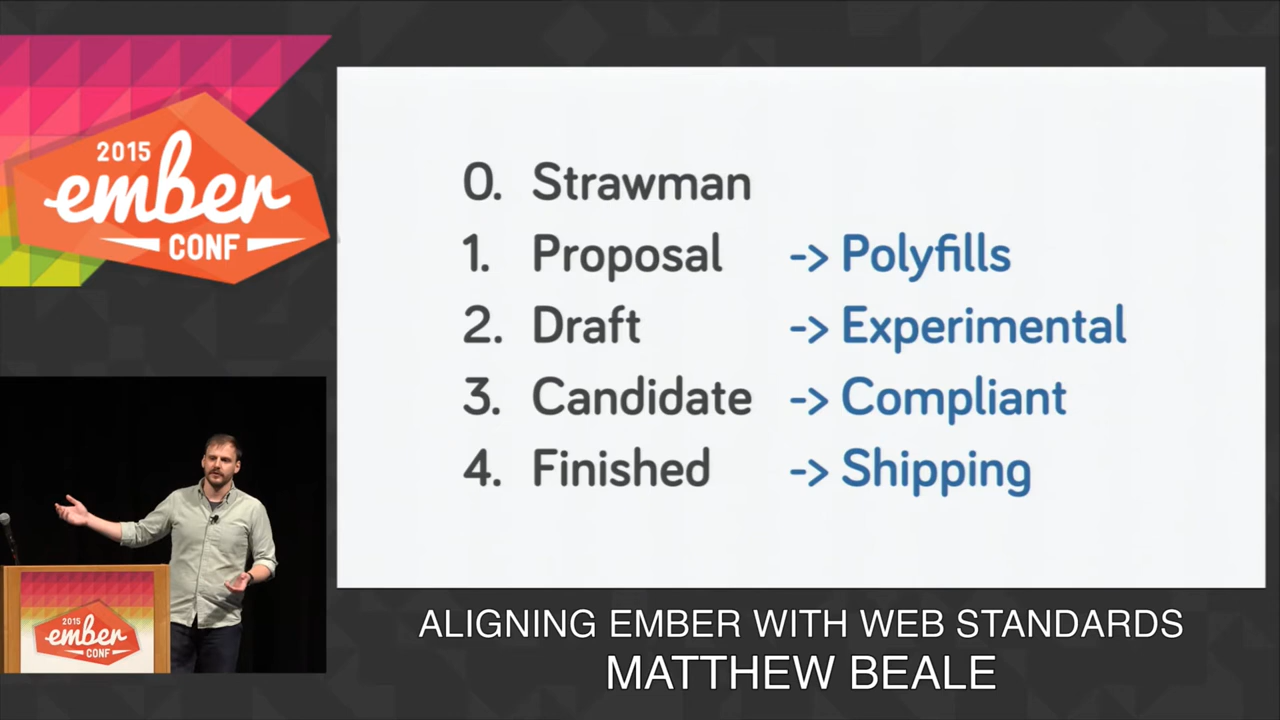 2015
ember
CONF
0. Strawman
1. Proposal -> Polyfills
2. Draft -> Experimental
3. Candidate -> Compliant
4. Finished -> Shipping
2015
ember
CONF
ALIGNING EMBER WITH WEB STANDARDS
MATTHEW BEALE